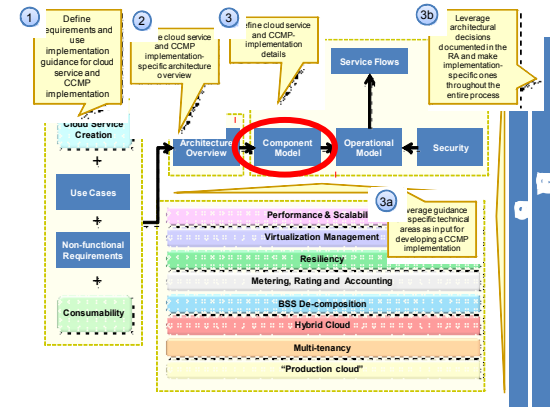 1
Define
requirements and
use
implementation
guidance for cloud
service and
CCMP
implementation
2
cloud service
and CCMP
implementation-
specific architecture
overview
3
fine cloud service
and CCMP-
implementation
details
3b
Leverage
architectural
decisions
documented in the
RA and make
implementation-
specific ones
throughout the
entire process
Service Flows
Cloud Service
Creation
+
Use Cases
+
Non-functional
Requirements
+
Consumability
Architecture
Overview
Component
Model
Operational
Model
Security
3a
verage guidance
specific technical
areas as input for
developing a CCMP
implementation
Performance & Scalabil
Virtualization Management
Resiliency
Metering, Rating and Accounting
BSS De-composition
Hybrid Cloud
Multi-tenancy
“Production cloud”